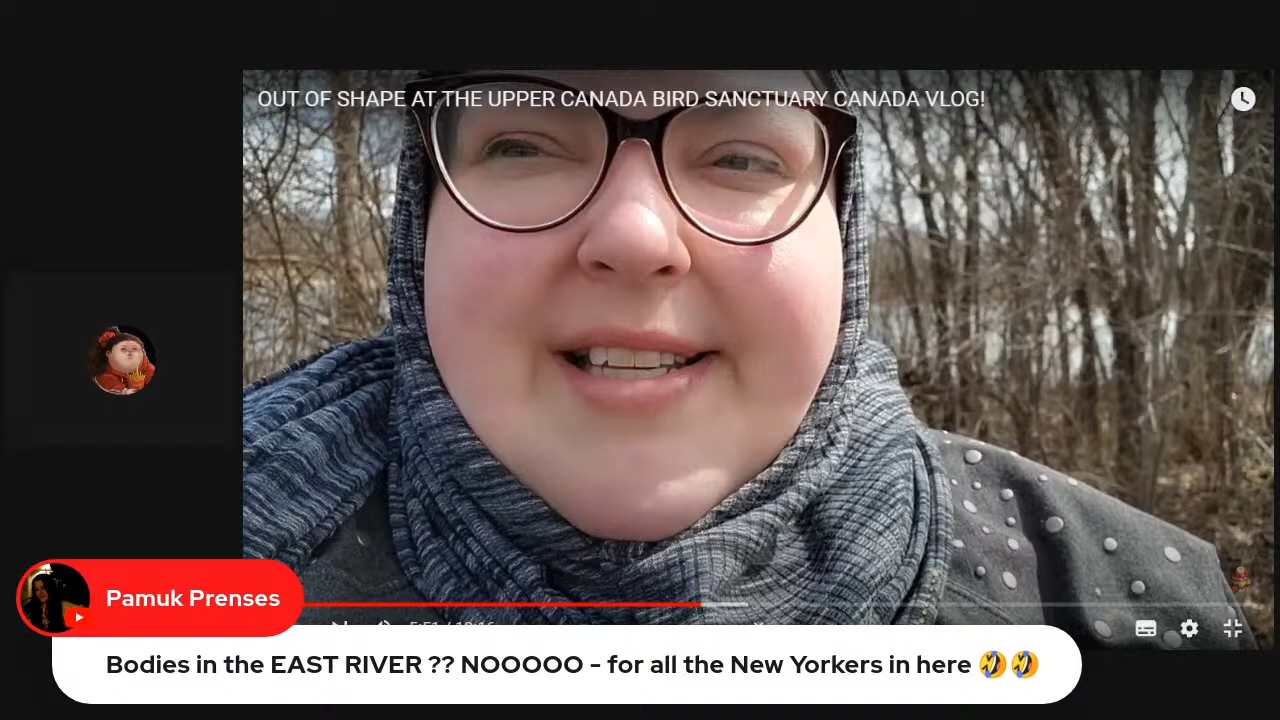 OUT OF SHAPE AT THE UPPER CANADA BIRD SANCTUARY CANADA VLOG!
Pamuk Prenses
Bodies in the EAST RIVER ?? NOOOOO - for all the New Yorkers in here 🤣🤣